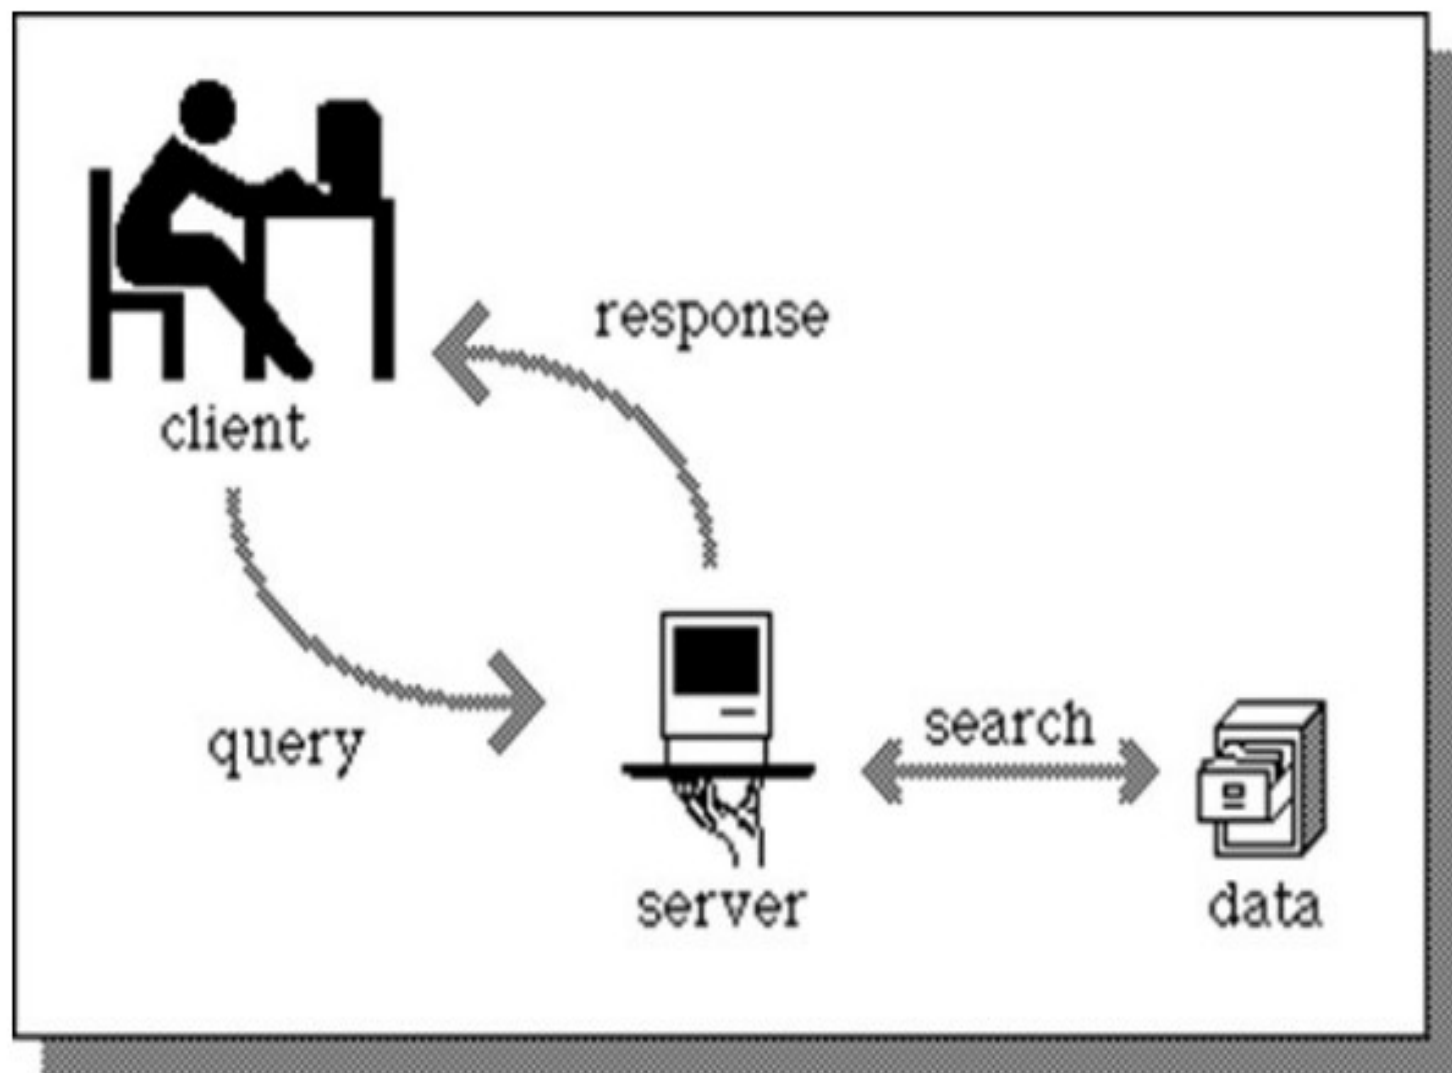 response
client
query
search
server
data